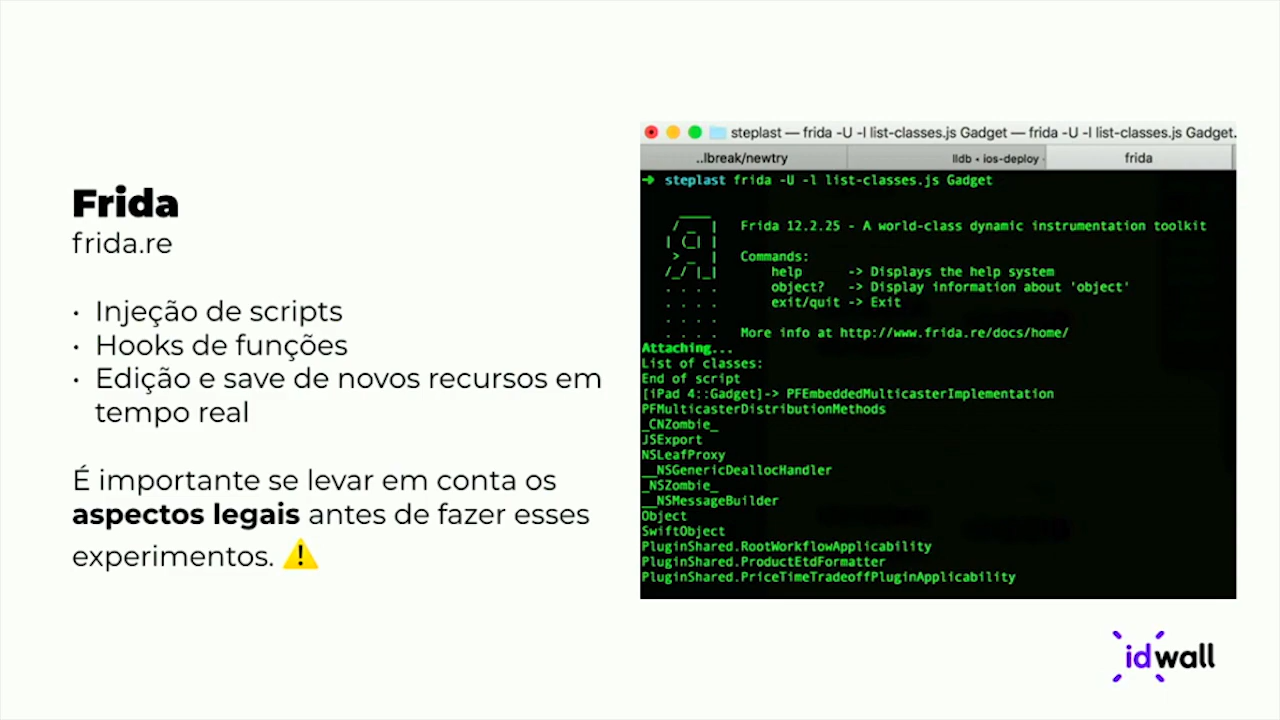 Frida
frida.re
• Injeção de scripts
• Hooks de funções
• Edição e save de novos recursos em
tempo real
É importante se levar em conta os
aspectos legais antes de fazer esses
experimentos. ⚠️
steplast — frida -U -l list-classes.js Gadget — frida -U -l list-classes.js Gadget.
..lbreak/newtry
lldb • ios-deploy
frida
➜ steplast frida -U -l list-classes.js Gadget
Frida 12.2.25 - A world-class dynamic instrumentation toolkit
Commands:
help -> Displays the help system
object? -> Display information about 'object'
exit/quit -> Exit
More info at http://www.frida.re/docs/home/
Attaching...
List of classes:
End of script
[iPad 4::Gadget]-> PFEmbeddedMulticasterImplementation
PFMulticasterDistributionMethods
_CNZombie_
JSExport
NSLeafProxy
__NSGenericDeallocHandler
_NSZombie_
__NSMessageBuilder
Object
SwiftObject
PluginShared.RootWorkflowApplicability
PluginShared.ProductEtdFormatter
PluginShared.PriceTimeTradeoffPluginApplicability
idwall